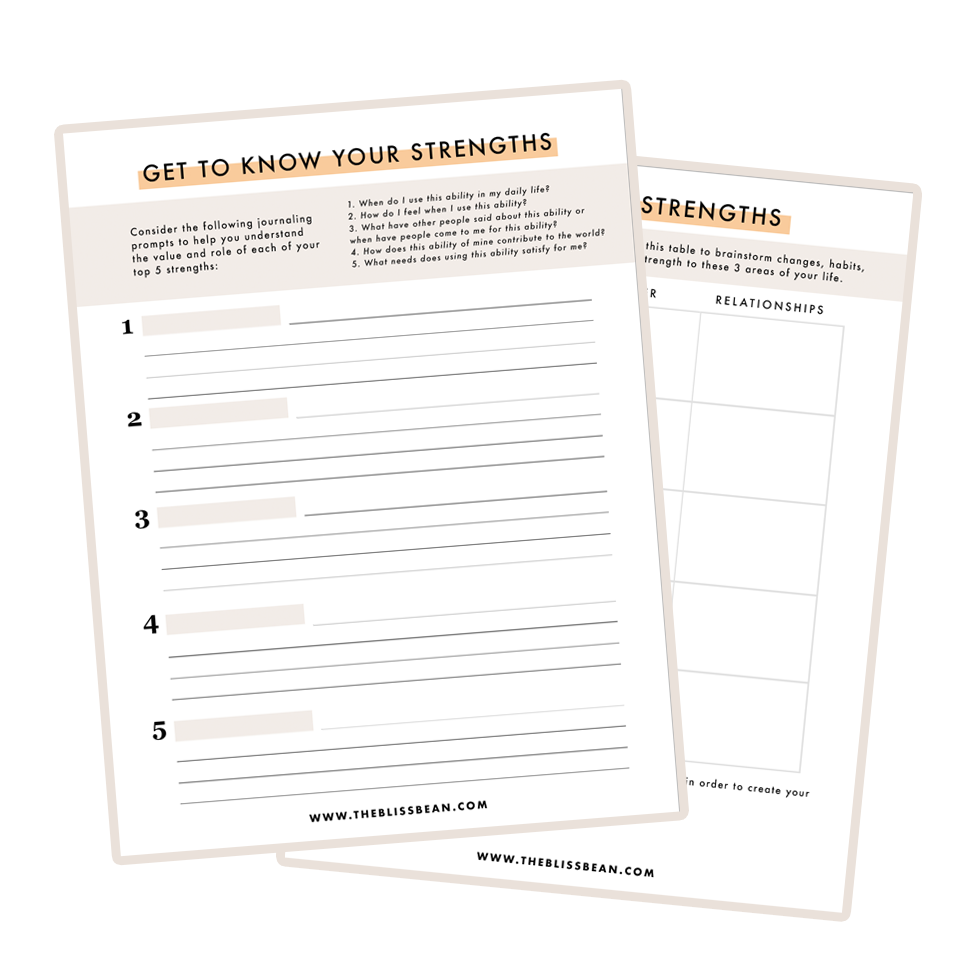 GET TO KNOW YOUR STRENGTHS
Consider the following journaling
prompts to help you understand
the value and role of each of your
top 5 strengths:
1. When do I use this ability in my daily life?
2. How do I feel when I use this ability?
3. What have other people said about this ability or
when have people come to me for this ability?
4. How does this ability of mine contribute to the world?
5. What needs does using this ability satisfy for me?
1
2
3
4
5
WWW.THEBLISSBEAN.COM
STRENGTHS
this table to brainstorm changes, habits,
to these 3 areas of your life.
RELATIONSHIPS
in order to create your
WWW.THEBLISSBEAN.COM